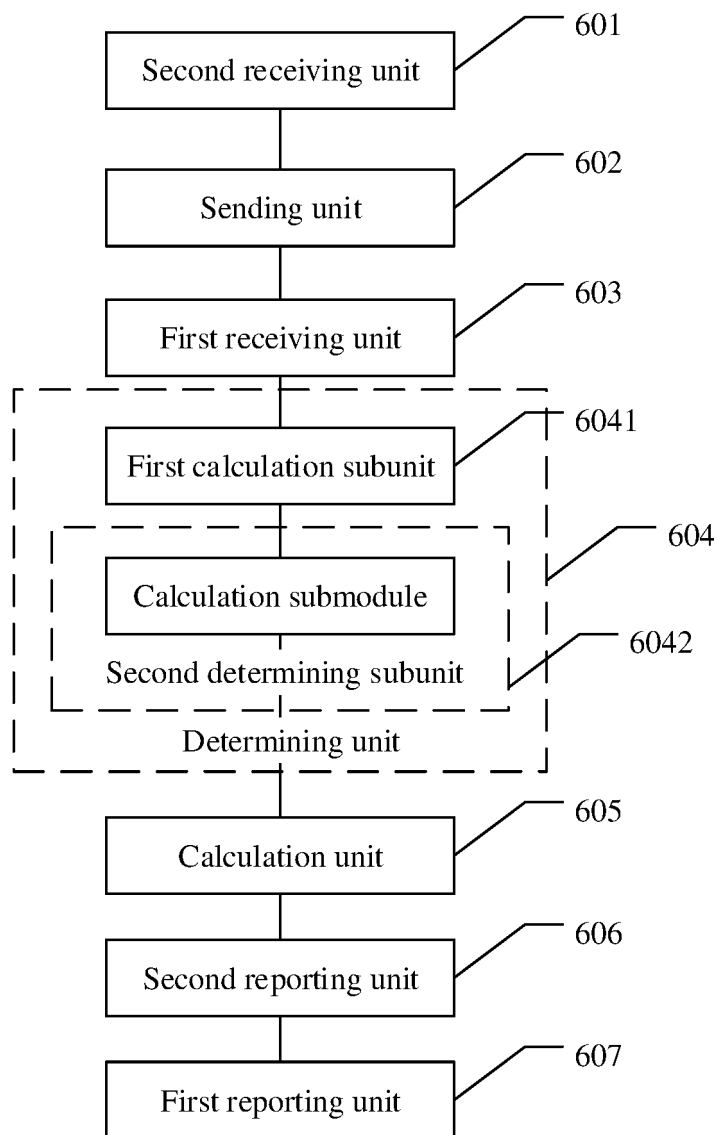 601
Second receiving unit
602
Sending unit
603
First receiving unit
6041
First calculation subunit
604
Calculation submodule
6042
Second determining subunit
Determining unit
605
Calculation unit
606
Second reporting unit
607
First reporting unit